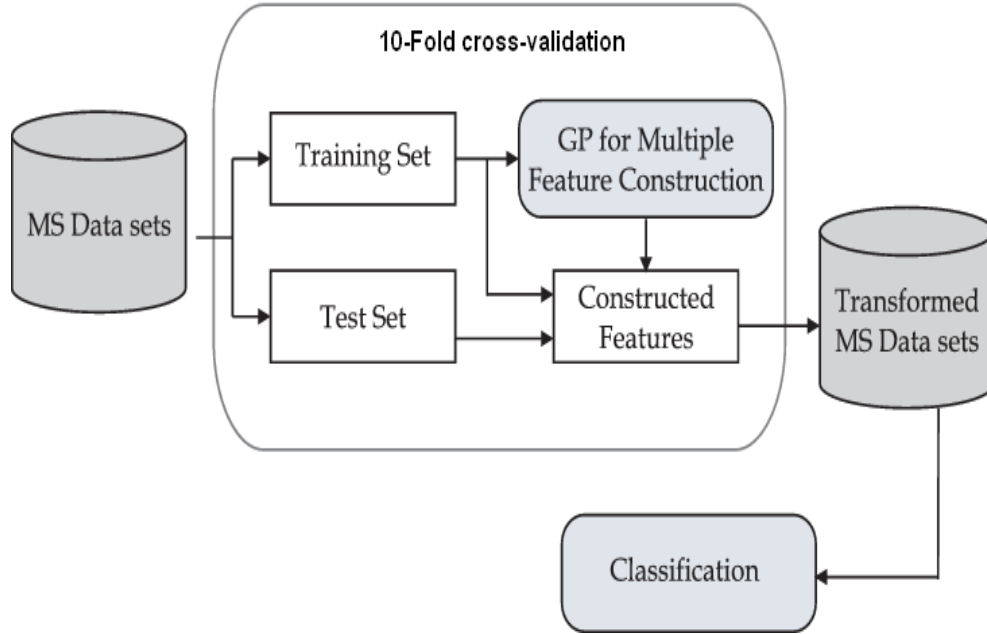 10-Fold cross-validation
MS Data sets
Training Set
GP for Multiple
Feature Construction
Test Set
Constructed
Features
Transformed
MS Data sets
Classification